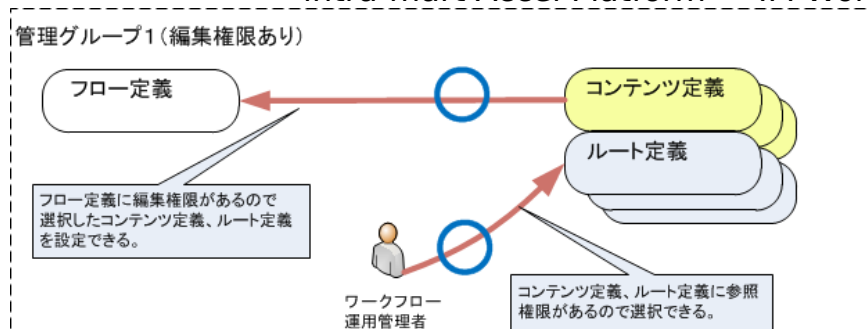 管理グループ1(編集権限あり)
フロー定義
コンテンツ定義
ルート定義
フロー定義に編集権限があるので
選択したコンテンツ定義、ルート定義
を設定できる。
ワークフロー
運用管理者
コンテンツ定義、ルート定義に参照
権限があるので選択できる。